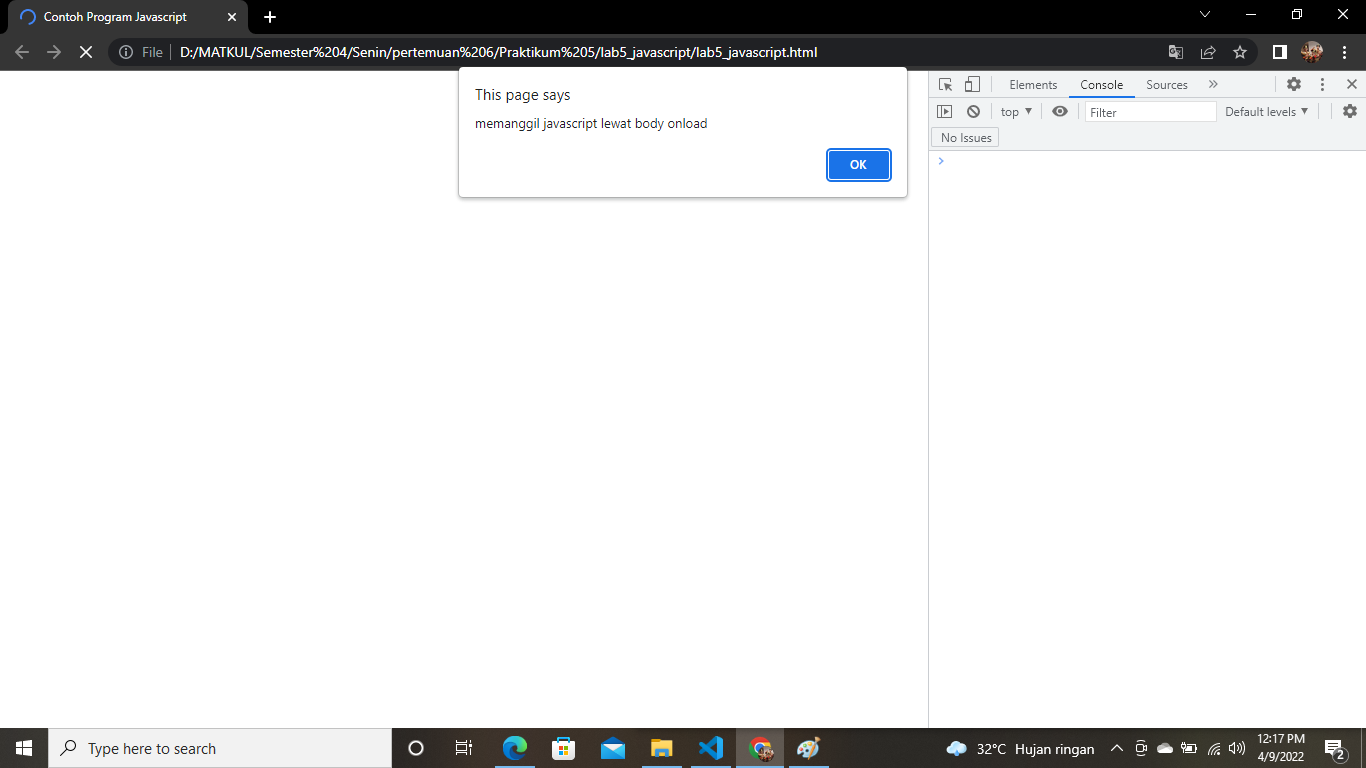 Contoh Program Javascript
File D:/MATKUL/Semester%204/Senin/pertemuan%206/Praktikum%205/lab5_javascript/lab5_javascript.html
This page says
memanggil javascript lewat body onload
OK
Elements Console Sources
top Filter Default levels
No Issues
Type here to search
32°C Hujan ringan
12:17 PM
4/9/2022
2